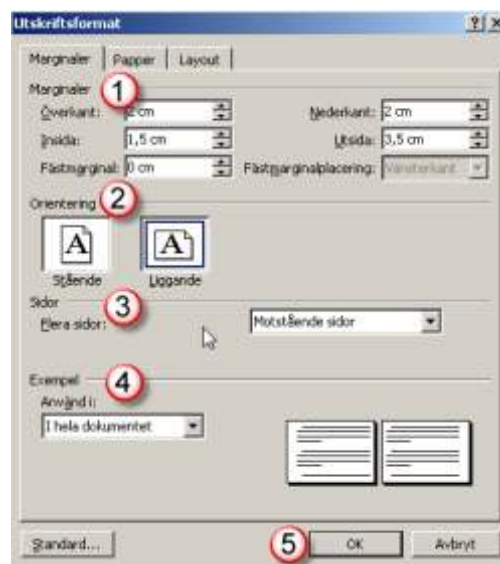 Utskriftsformat
Marginaler Papper Layout
Marginaler 1
Överkant: 2 cm Nederkant: 2 cm
Insida: 1,5 cm Utsida: 3,5 cm
Fästmarginal: 0 cm Fästmarginalplacering: Vänsterkant
Orientering 2
A A
Stående Liggande
Sidor 3
Flera sidor: Motstående sidor
Exempel 4
Använd i:
I hela dokumentet
Standard... 5 OK Avbryt